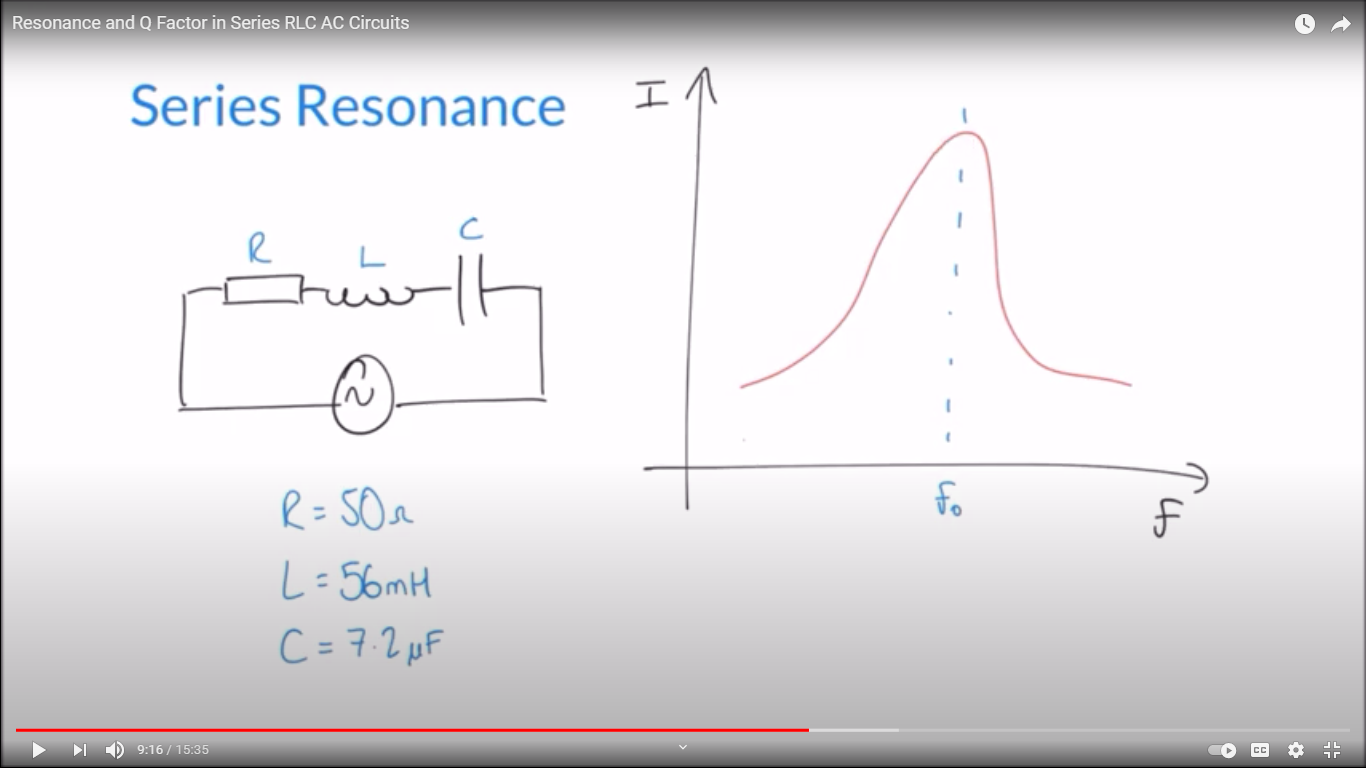 Resonance and Q Factor in Series RLC AC Circuits
Series Resonance
I
R
L
C
R = 50Ω
L = 56mH
C = 7.2μF
f₀
F
9:16 / 15:35
CC